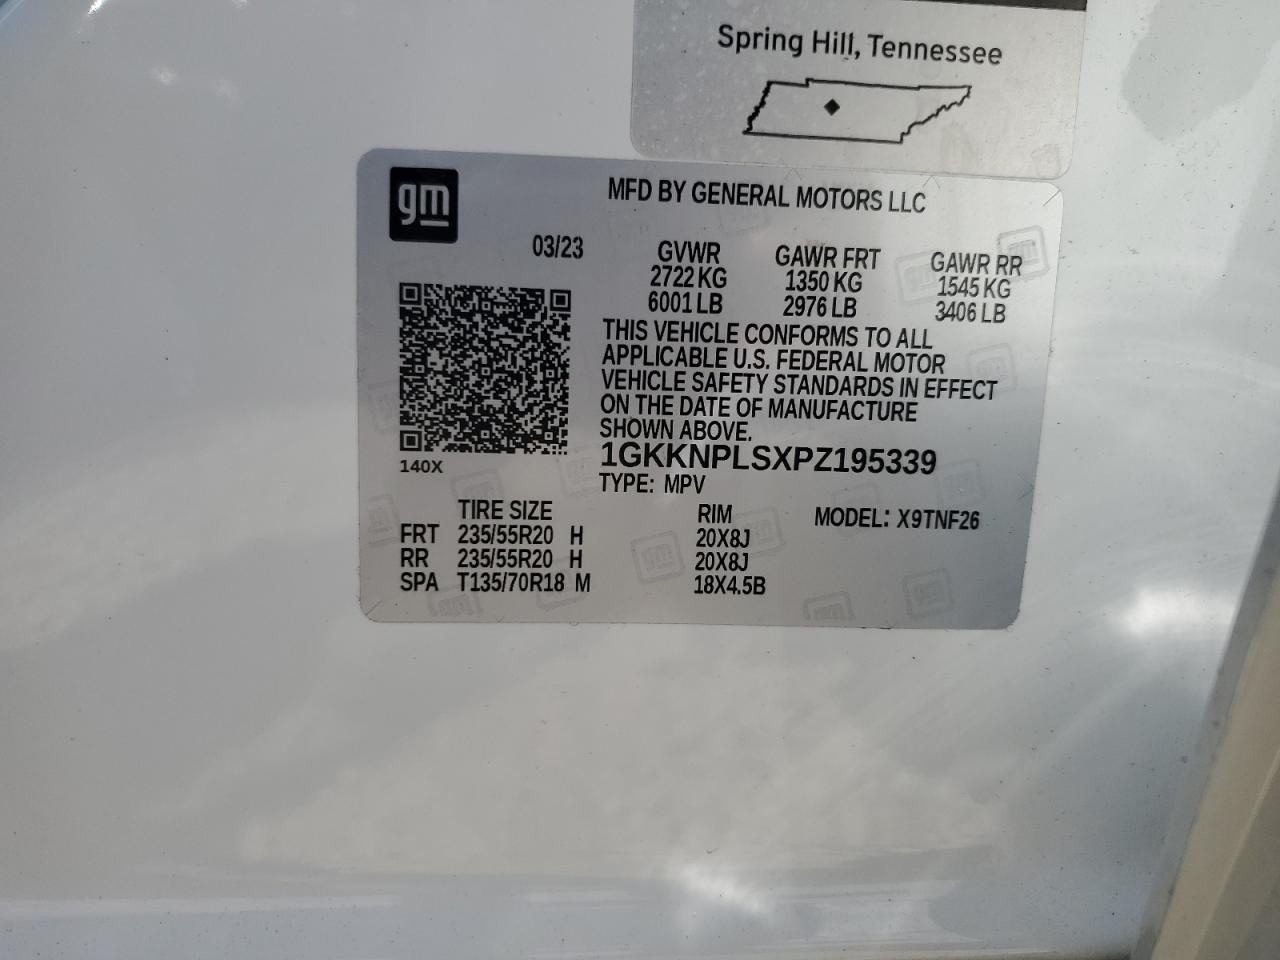 Spring Hill, Tennessee
gm
MFD BY GENERAL MOTORS LLC
03/23
GVWR GAWR FRT GAWR RR
2722 KG 1350 KG 1545 KG
6001 LB 2976 LB 3406 LB
THIS VEHICLE CONFORMS TO ALL
APPLICABLE U.S. FEDERAL MOTOR
VEHICLE SAFETY STANDARDS IN EFFECT
ON THE DATE OF MANUFACTURE
SHOWN ABOVE.
1GKKNPLSXPZ195339
140X
TYPE: MPV
TIRE SIZE RIM MODEL: X9TNF26
FRT 235/55R20 H 20X8J
RR 235/55R20 H 20X8J
SPA T135/70R18 M 18X4.5B